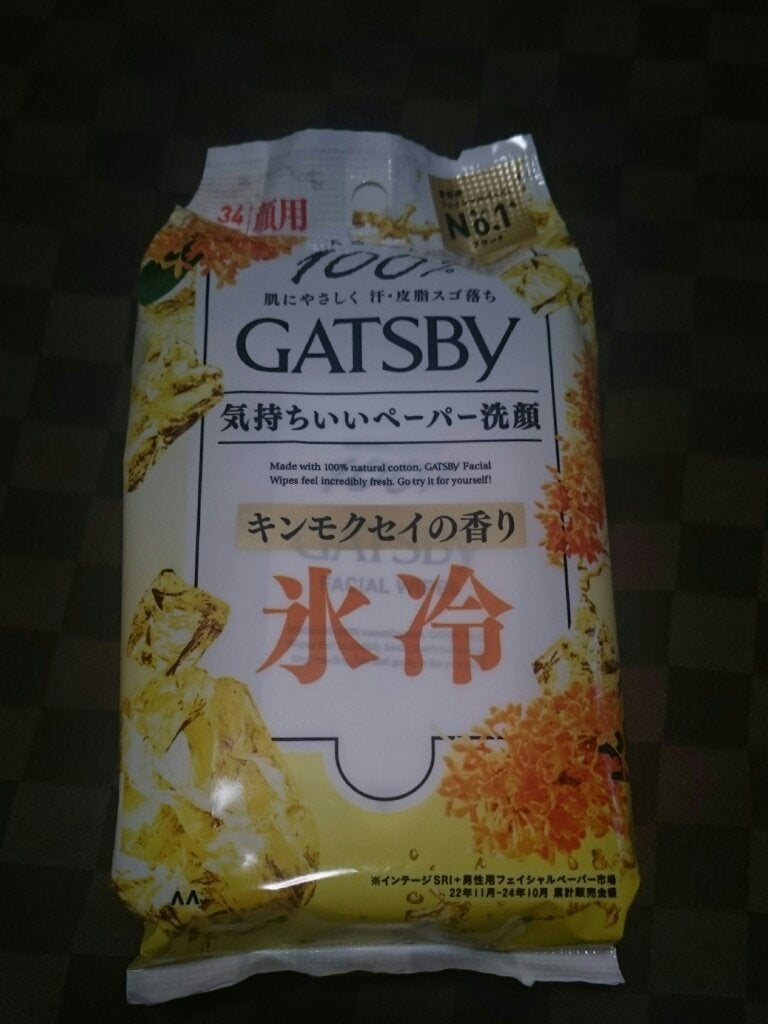 34 顔用
No.1
ブランド
100%
肌にやさしく 汗・皮脂スゴ落ち
GATSBY
気持ちいいペーパー洗顔
Made with 100% natural cotton, GATSBY Facial
Wipes feel incredibly fresh. Go try it for yourself!
キンモクセイの香り
氷冷
※インテージSRI+男性用フェイシャルペーパー市場
22年11月-24年10月 累計販売金額